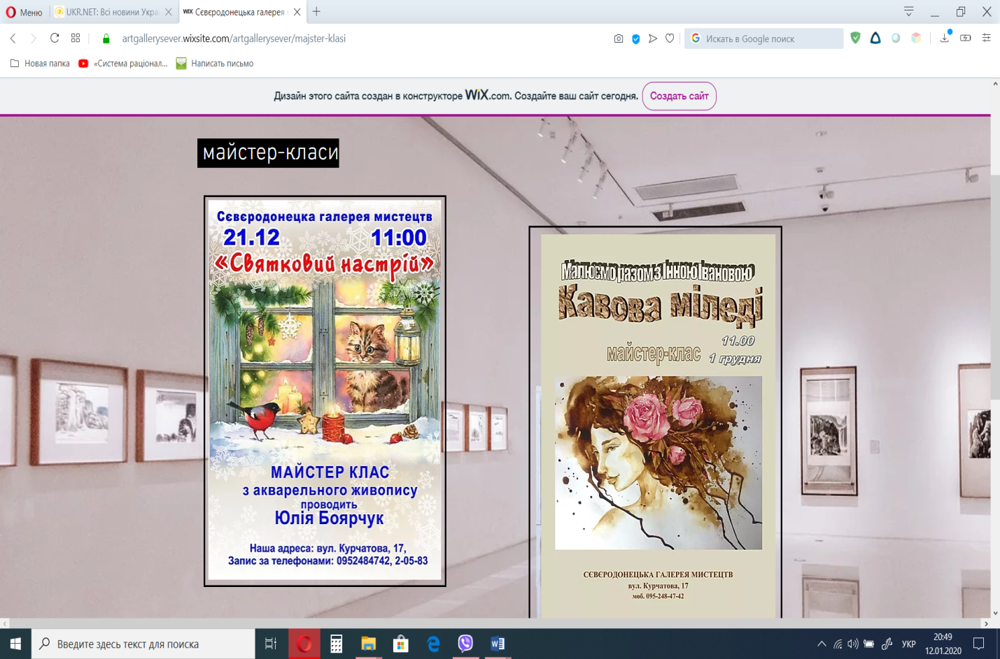 Меню
UKR.NET: Всі новини Украї
WIX Сєвєродонецька галерея
artgallerysever.wixsite.com/artgallerysever/majster-klasi
Искать в Google поиск
Новая папка
«Система раціонал...
Написать письмо
Дизайн этого сайта создан в конструкторе WiX.com. Создайте ваш сайт сегодня.
Создать сайт
майстер-класи
Сєвєродонецка галерея мистецтв
21.12 11:00
«Святковий настрій»
МАЙСТЕР КЛАС
з акварельного живопису
проводить
Юлія Боярчук
Наша адреса: вул. Курчатова, 17,
Запис за телефонами: 0952484742, 2-05-83
Малюємо разом з Інною Івановою
Кавова міледі
11.00
майстер-клас 1 грудня
СЄВЄРОДОНЕЦЬКА ГАЛЕРЕЯ МИСТЕЦТВ
вул. Курчатова, 17
моб. 095-248-47-42
Введите здесь текст для поиска
УКР
20:49
12.01.2020